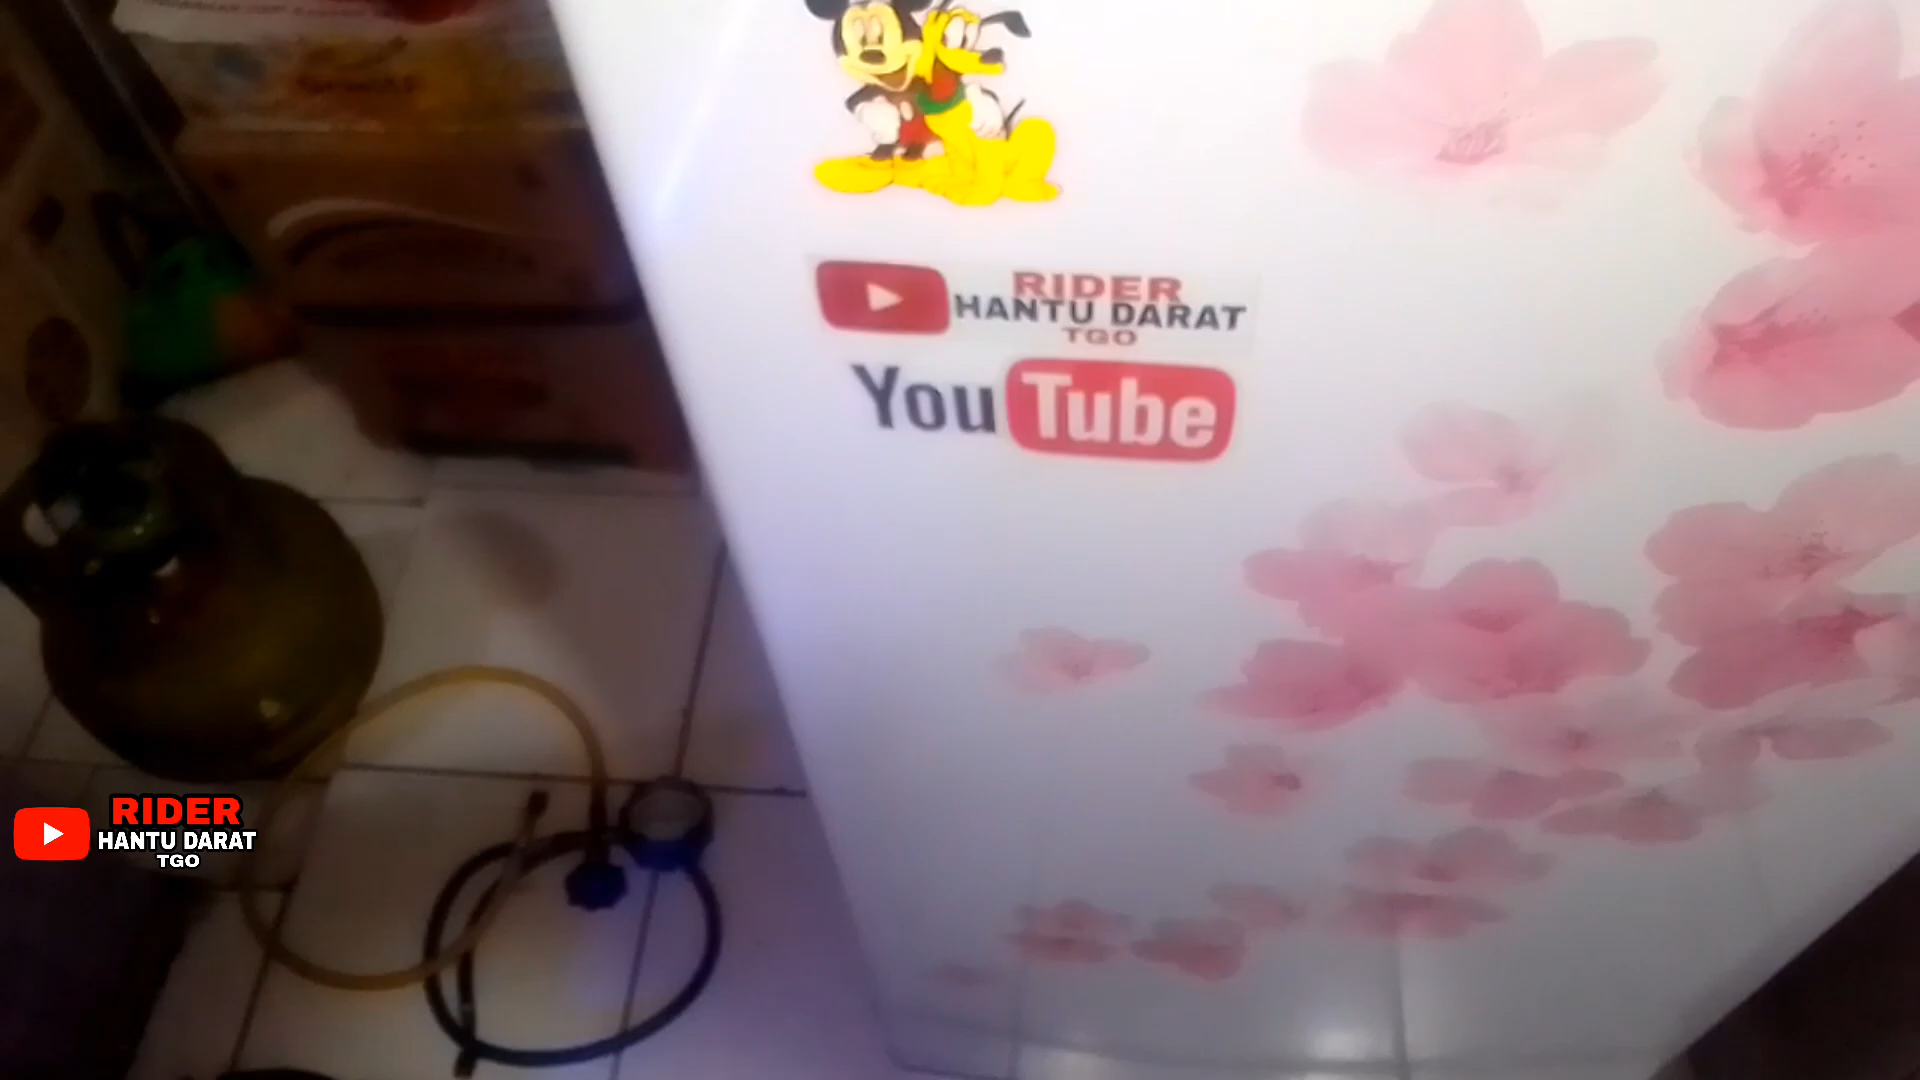 RIDER
HANTU DARAT
TGO
YouTube
RIDER
HANTU DARAT
TGO